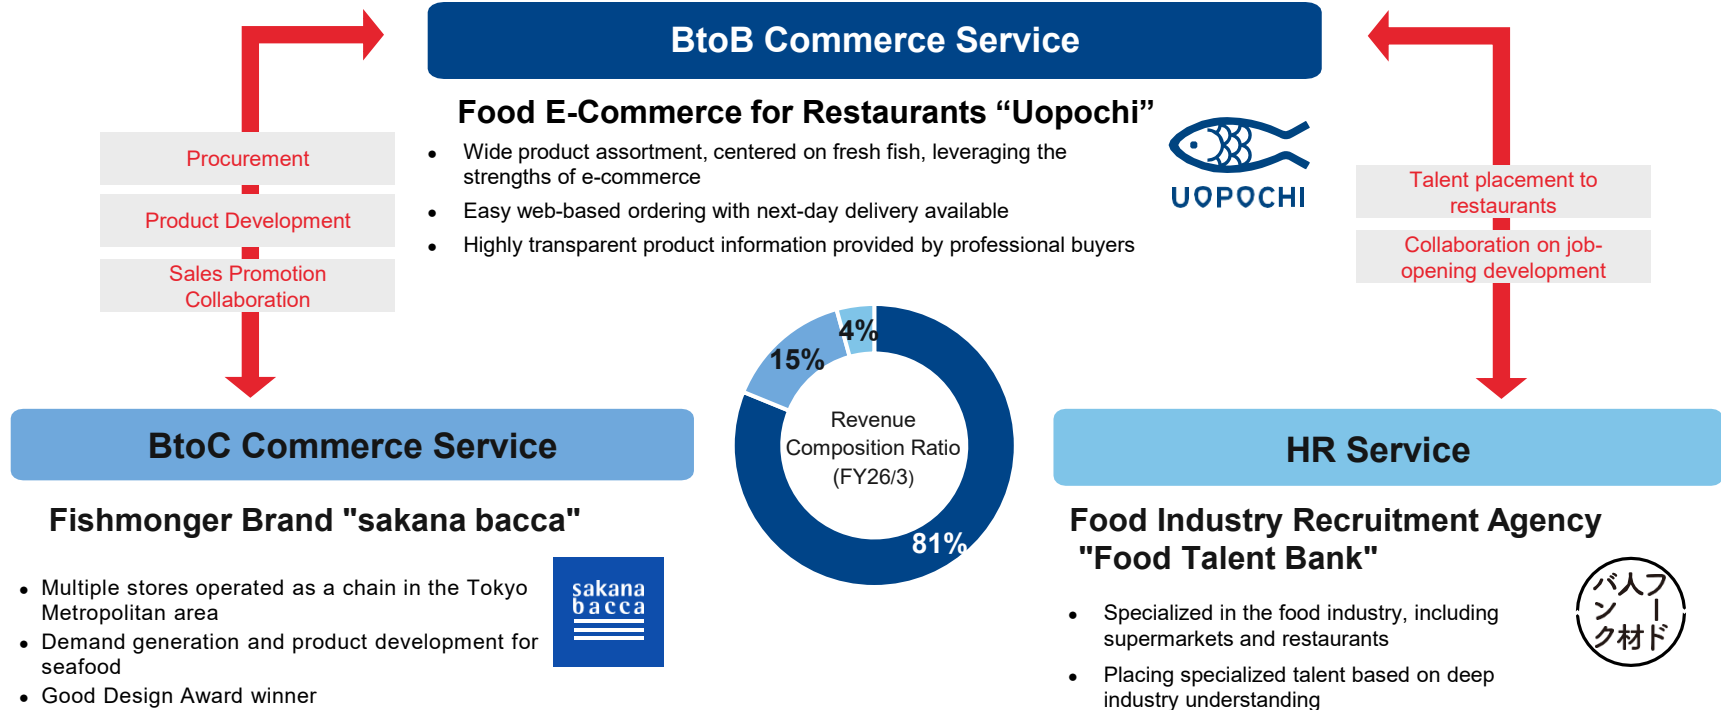 BtoB Commerce Service
Food E-Commerce for Restaurants “Uopochi”
• Wide product assortment, centered on fresh fish, leveraging the
strengths of e-commerce
• Easy web-based ordering with next-day delivery available
• Highly transparent product information provided by professional buyers
UOPOCHI
Procurement
Product Development
Sales Promotion
Collaboration
Talent placement to
restaurants
Collaboration on job-
opening development
4%
15%
81%
Revenue
Composition Ratio
(FY26/3)
BtoC Commerce Service
Fishmonger Brand "sakana bacca"
• Multiple stores operated as a chain in the Tokyo
Metropolitan area
• Demand generation and product development for
seafood
• Good Design Award winner
sakana
bacca
HR Service
Food Industry Recruitment Agency
"Food Talent Bank"
• Specialized in the food industry, including
supermarkets and restaurants
• Placing specialized talent based on deep
industry understanding
フード
人材
バンク